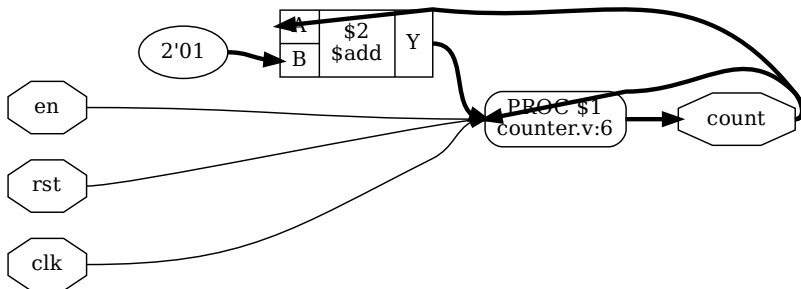 A
B
$2
$add
Y
2'01
en
rst
clk
PROC $1
counter.v:6
count